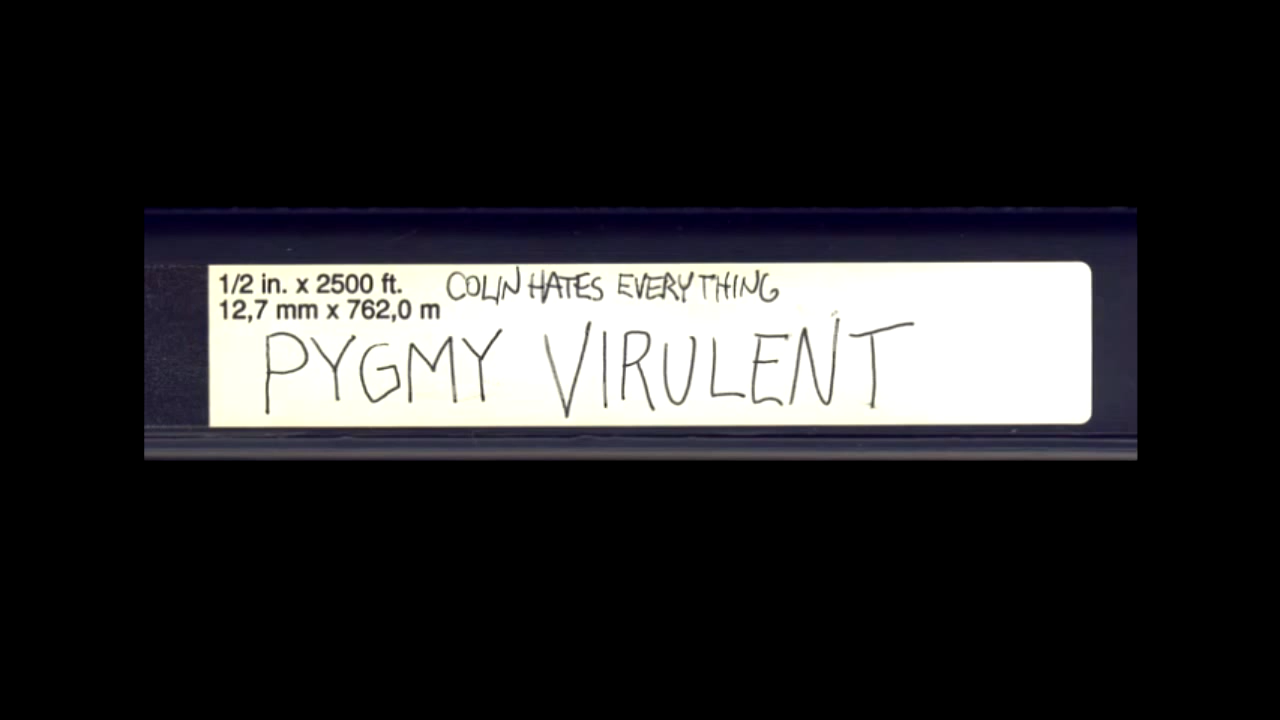 1/2 in. x 2500 ft. COLIN HATES EVERYTHING
12,7 mm x 762,0 m
PYGMY VIRULENT